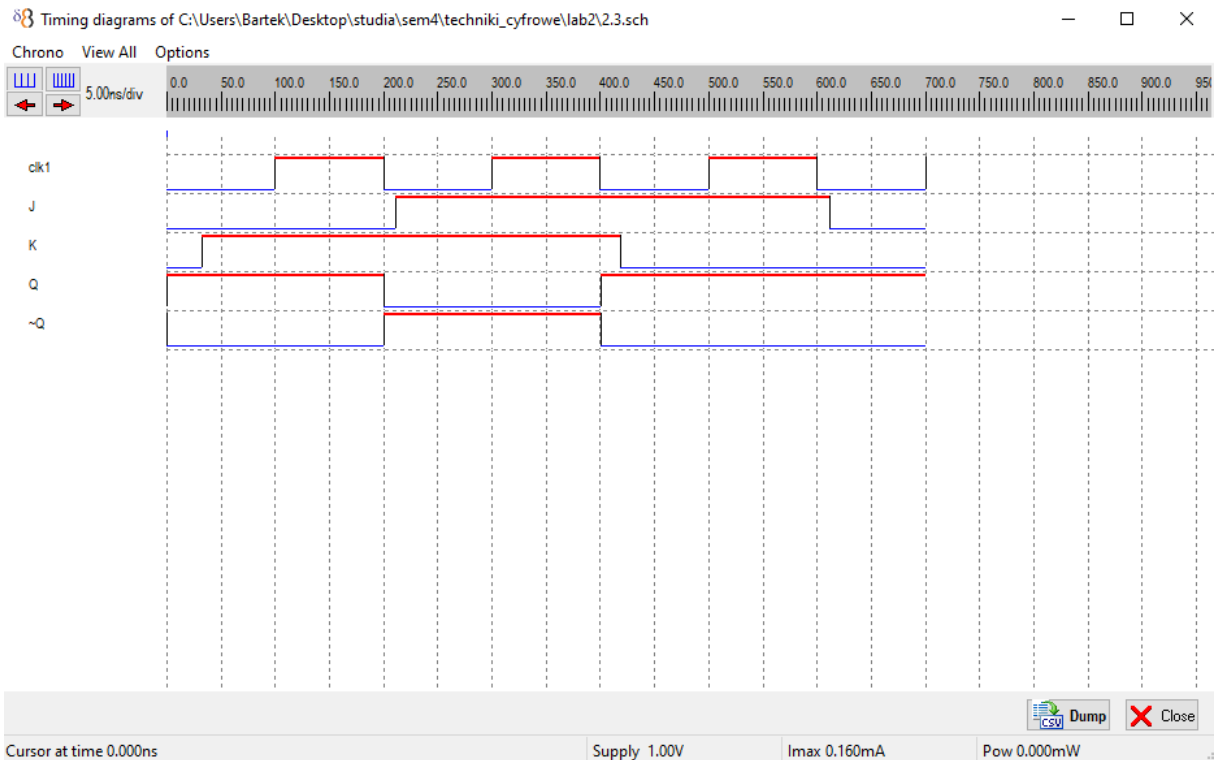 Timing diagrams of C:\Users\Bartek\Desktop\studia\sem4\techniki_cyfrowe\lab2\2.3.sch
Chrono View All Options
5.00ns/div 0.0 50.0 100.0 150.0 200.0 250.0 300.0 350.0 400.0 450.0 500.0 550.0 600.0 650.0 700.0 750.0 800.0 850.0 900.0 950
clk1
J
K
Q
~Q
CSV Dump Close
Cursor at time 0.000ns Supply 1.00V Imax 0.160mA Pow 0.000mW